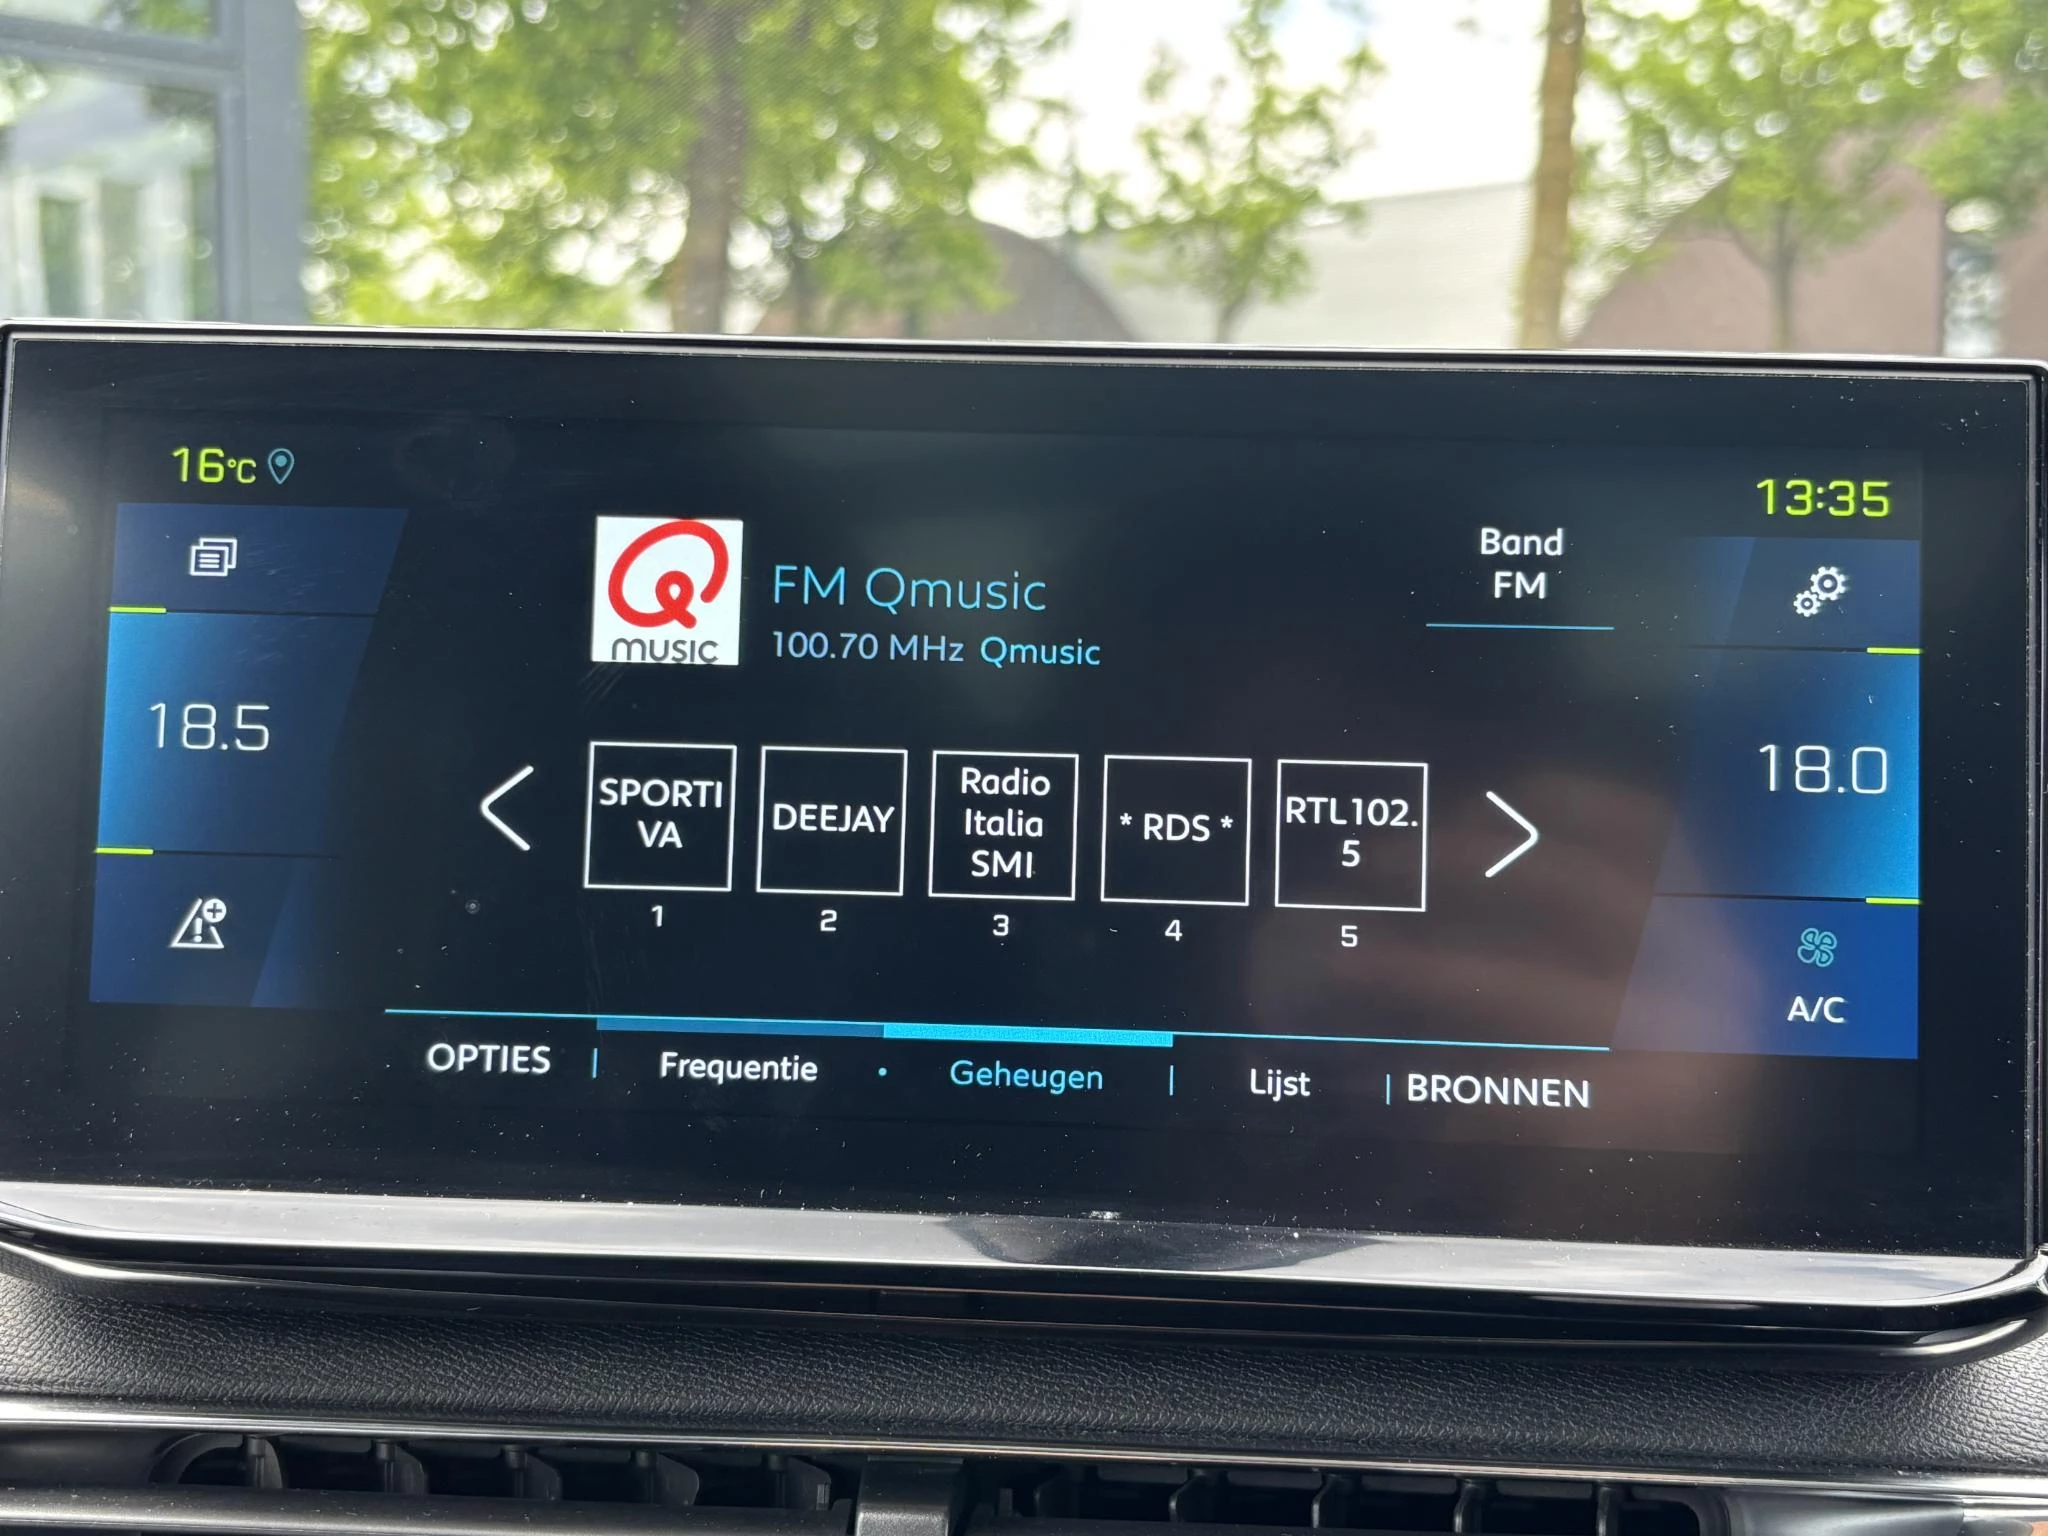 16°C
13:35
Band
FM
FM Qmusic
MUSIC
100.70 MHz Qmusic
18.5
18.0
SPORTI
VA
DEEJAY
Radio
Italia
SMI
* RDS *
RTL102.
5
1
2
3
4
5
A/C
OPTIES
Frequentie
Geheugen
Lijst
BRONNEN